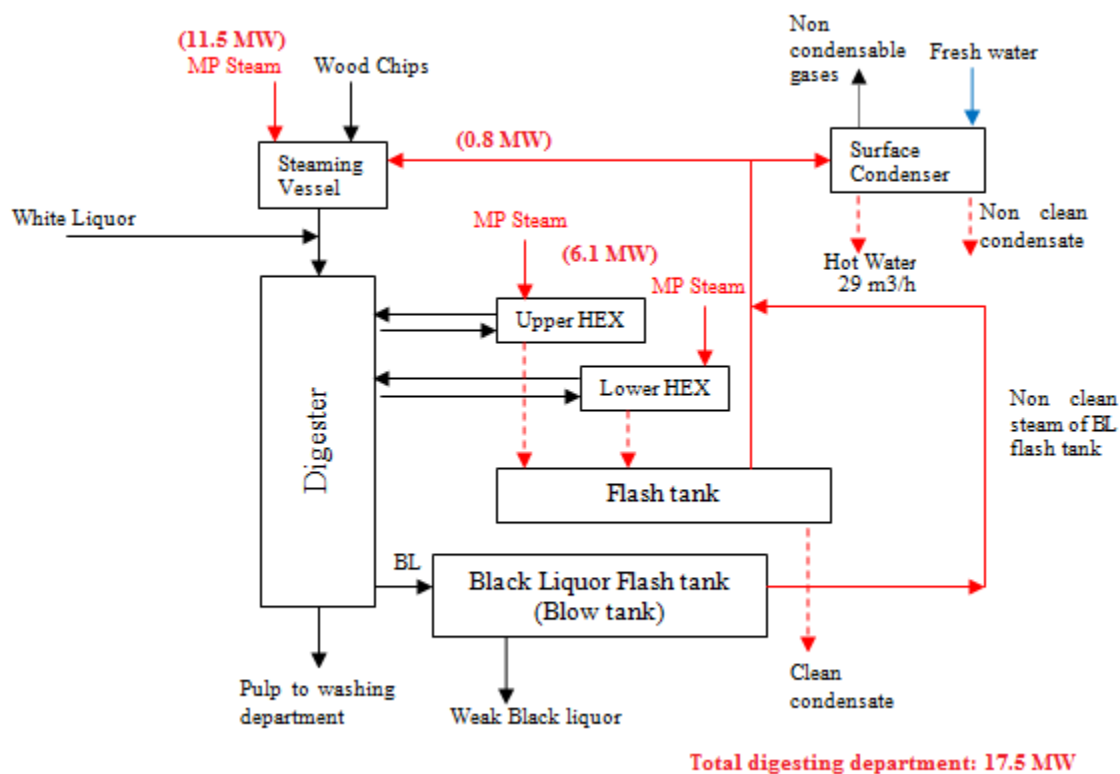 (11.5 MW)
MP Steam
Wood Chips
Non
condensable
gases
Fresh water
(0.8 MW)
Steaming
Vessel
Surface
Condenser
White Liquor
MP Steam
(6.1 MW)
MP Steam
Non clean
condensate
Hot Water
29 m3/h
Upper HEX
Lower HEX
Digester
Non clean
steam of BL
flash tank
Flash tank
BL
Black Liquor Flash tank
(Blow tank)
Pulp to washing
department
Weak Black liquor
Clean
condensate
Total digesting department: 17.5 MW